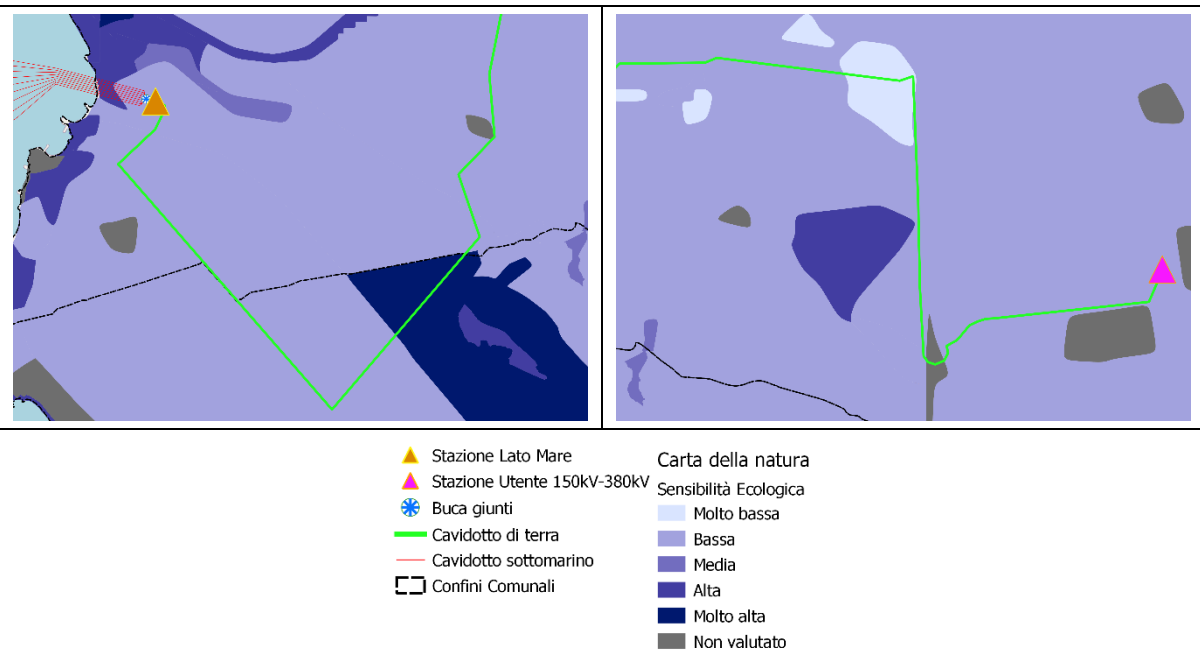 Stazione Lato Mare
Stazione Utente 150kV-380kV
Buca giunti
Cavidotto di terra
Cavidotto sottomarino
Confini Comunali
Carta della natura
Sensibilità Ecologica
Molto bassa
Bassa
Media
Alta
Molto alta
Non valutato